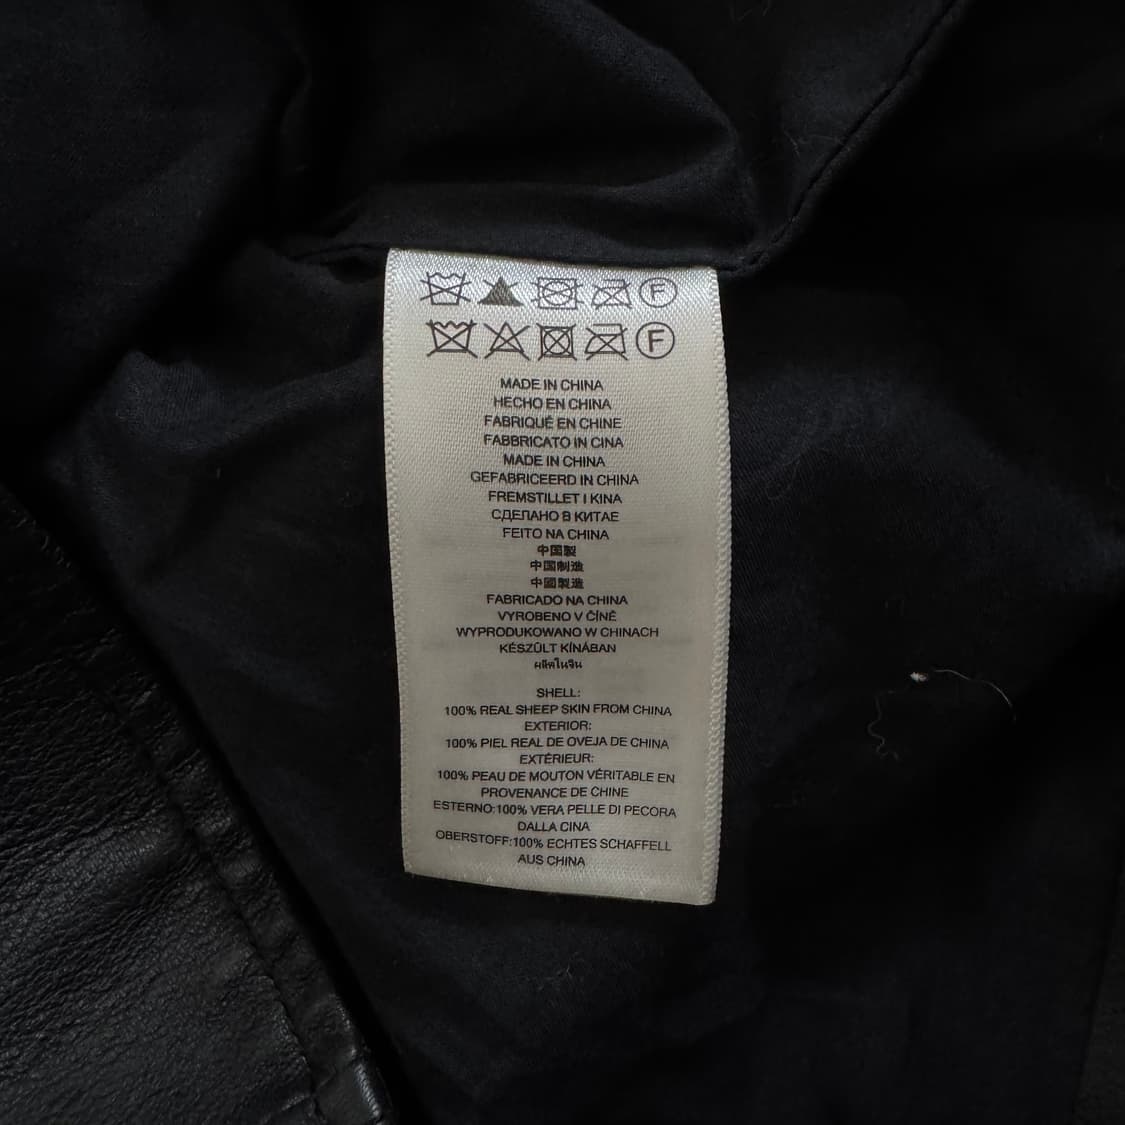 F
F
MADE IN CHINA
HECHO EN CHINA
FABRIQUÉ EN CHINE
FABBRICATO IN CINA
MADE IN CHINA
GEFABRICEERD IN CHINA
FREMSTILLET I KINA
СДЕЛАНО В КИТАЕ
FEITO NA CHINA
中国製
中国制造
中國製造
FABRICADO NA CHINA
VYROBENO V ČÍNĚ
WYPRODUKOWANO W CHINACH
KÉSZÜLT KÍNÁBAN
ผลิตในจีน
SHELL:
100% REAL SHEEP SKIN FROM CHINA
EXTERIOR:
100% PIEL REAL DE OVEJA DE CHINA
EXTÉRIEUR:
100% PEAU DE MOUTON VÉRITABLE EN
PROVENANCE DE CHINE
ESTERNO:100% VERA PELLE DI PECORA
DALLA CINA
OBERSTOFF:100% ECHTES SCHAFFELL
AUS CHINA